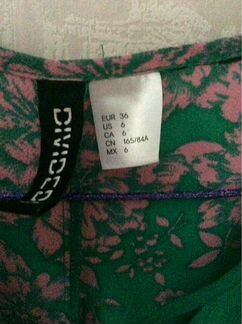 DIVIDED
EUR 36
US 6
CA 6
CN 165/84A
MX 6